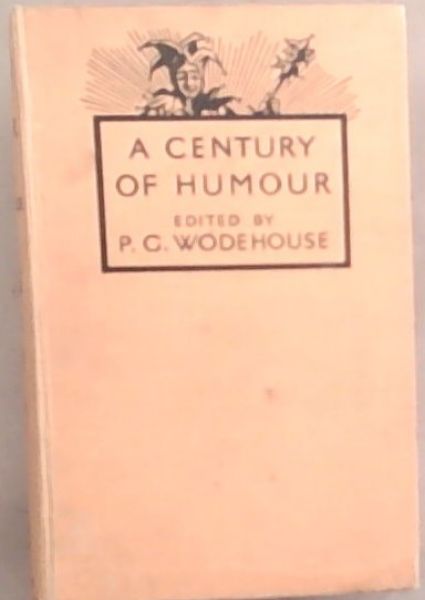 A CENTURY
OF HUMOUR
EDITED BY
P. G. WODEHOUSE